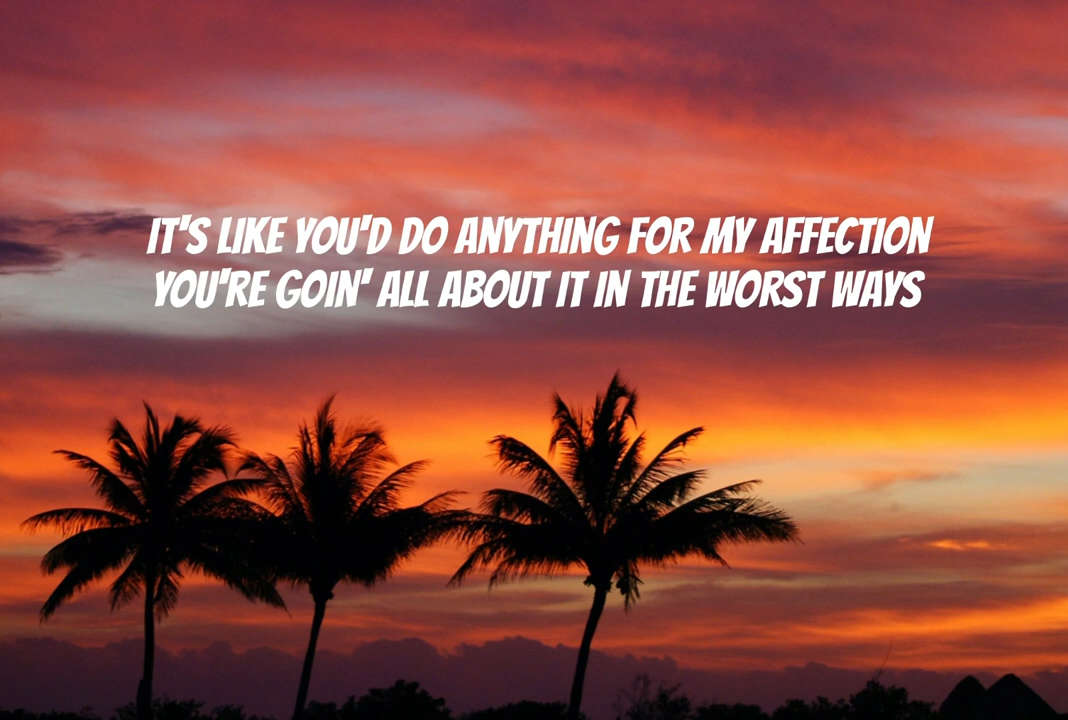 IT'S LIKE YOU'D DO ANYTHING FOR MY AFFECTION
YOU'RE GOIN' ALL ABOUT IT IN THE WORST WAYS